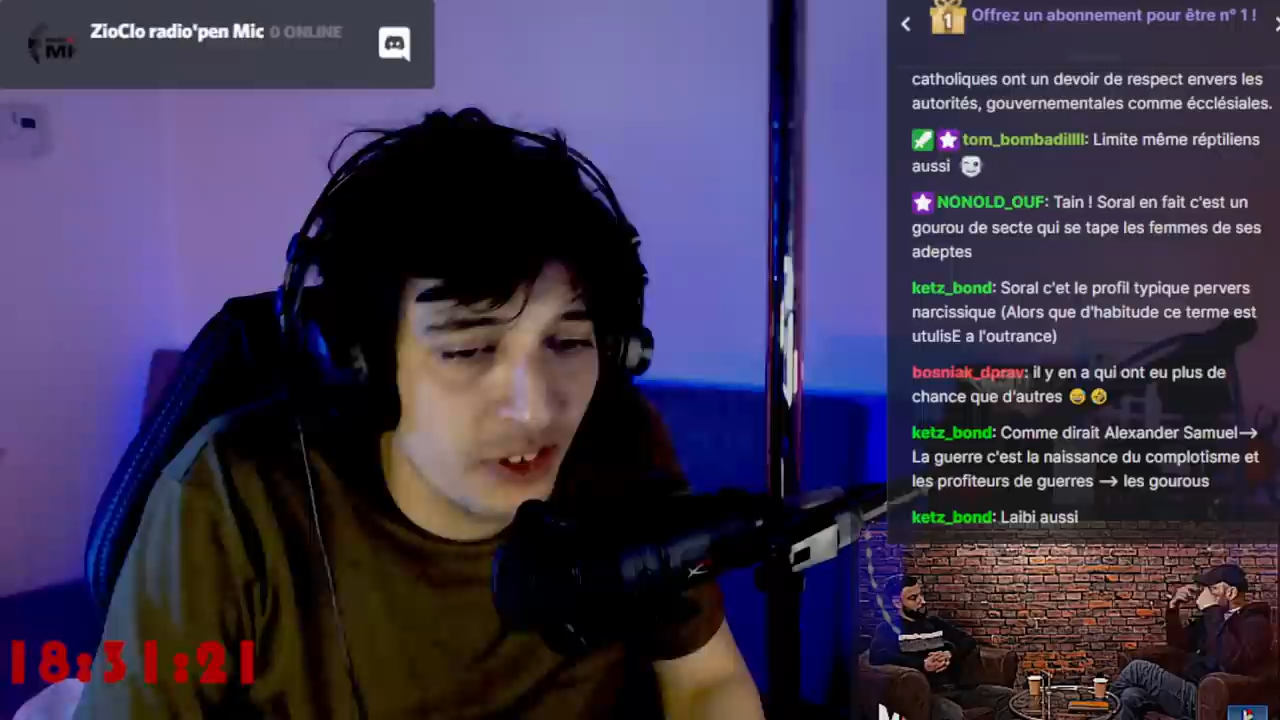 ZioClo radio'pen Mic 0 ONLINE
MI
Offrez un abonnement pour être n° 1 !
1
catholiques ont un devoir de respect envers les
autorités, gouvernementales comme écclésiales.
tom_bombadillll: Limite même réptiliens
aussi
NONOLD_OUF: Tain ! Soral en fait c'est un
gourou de secte qui se tape les femmes de ses
adeptes
ketz_bond: Soral c'et le profil typique pervers
narcissique (Alors que d'habitude ce terme est
utulisE a l'outrance)
bosniak_dprav: il y en a qui ont eu plus de
chance que d'autres 😅 🤣
ketz_bond: Comme dirait Alexander Samuel-->
La guerre c'est la naissance du complotisme et
les profiteurs de guerres --> les gourous
ketz_bond: Laibi aussi
18:31:21